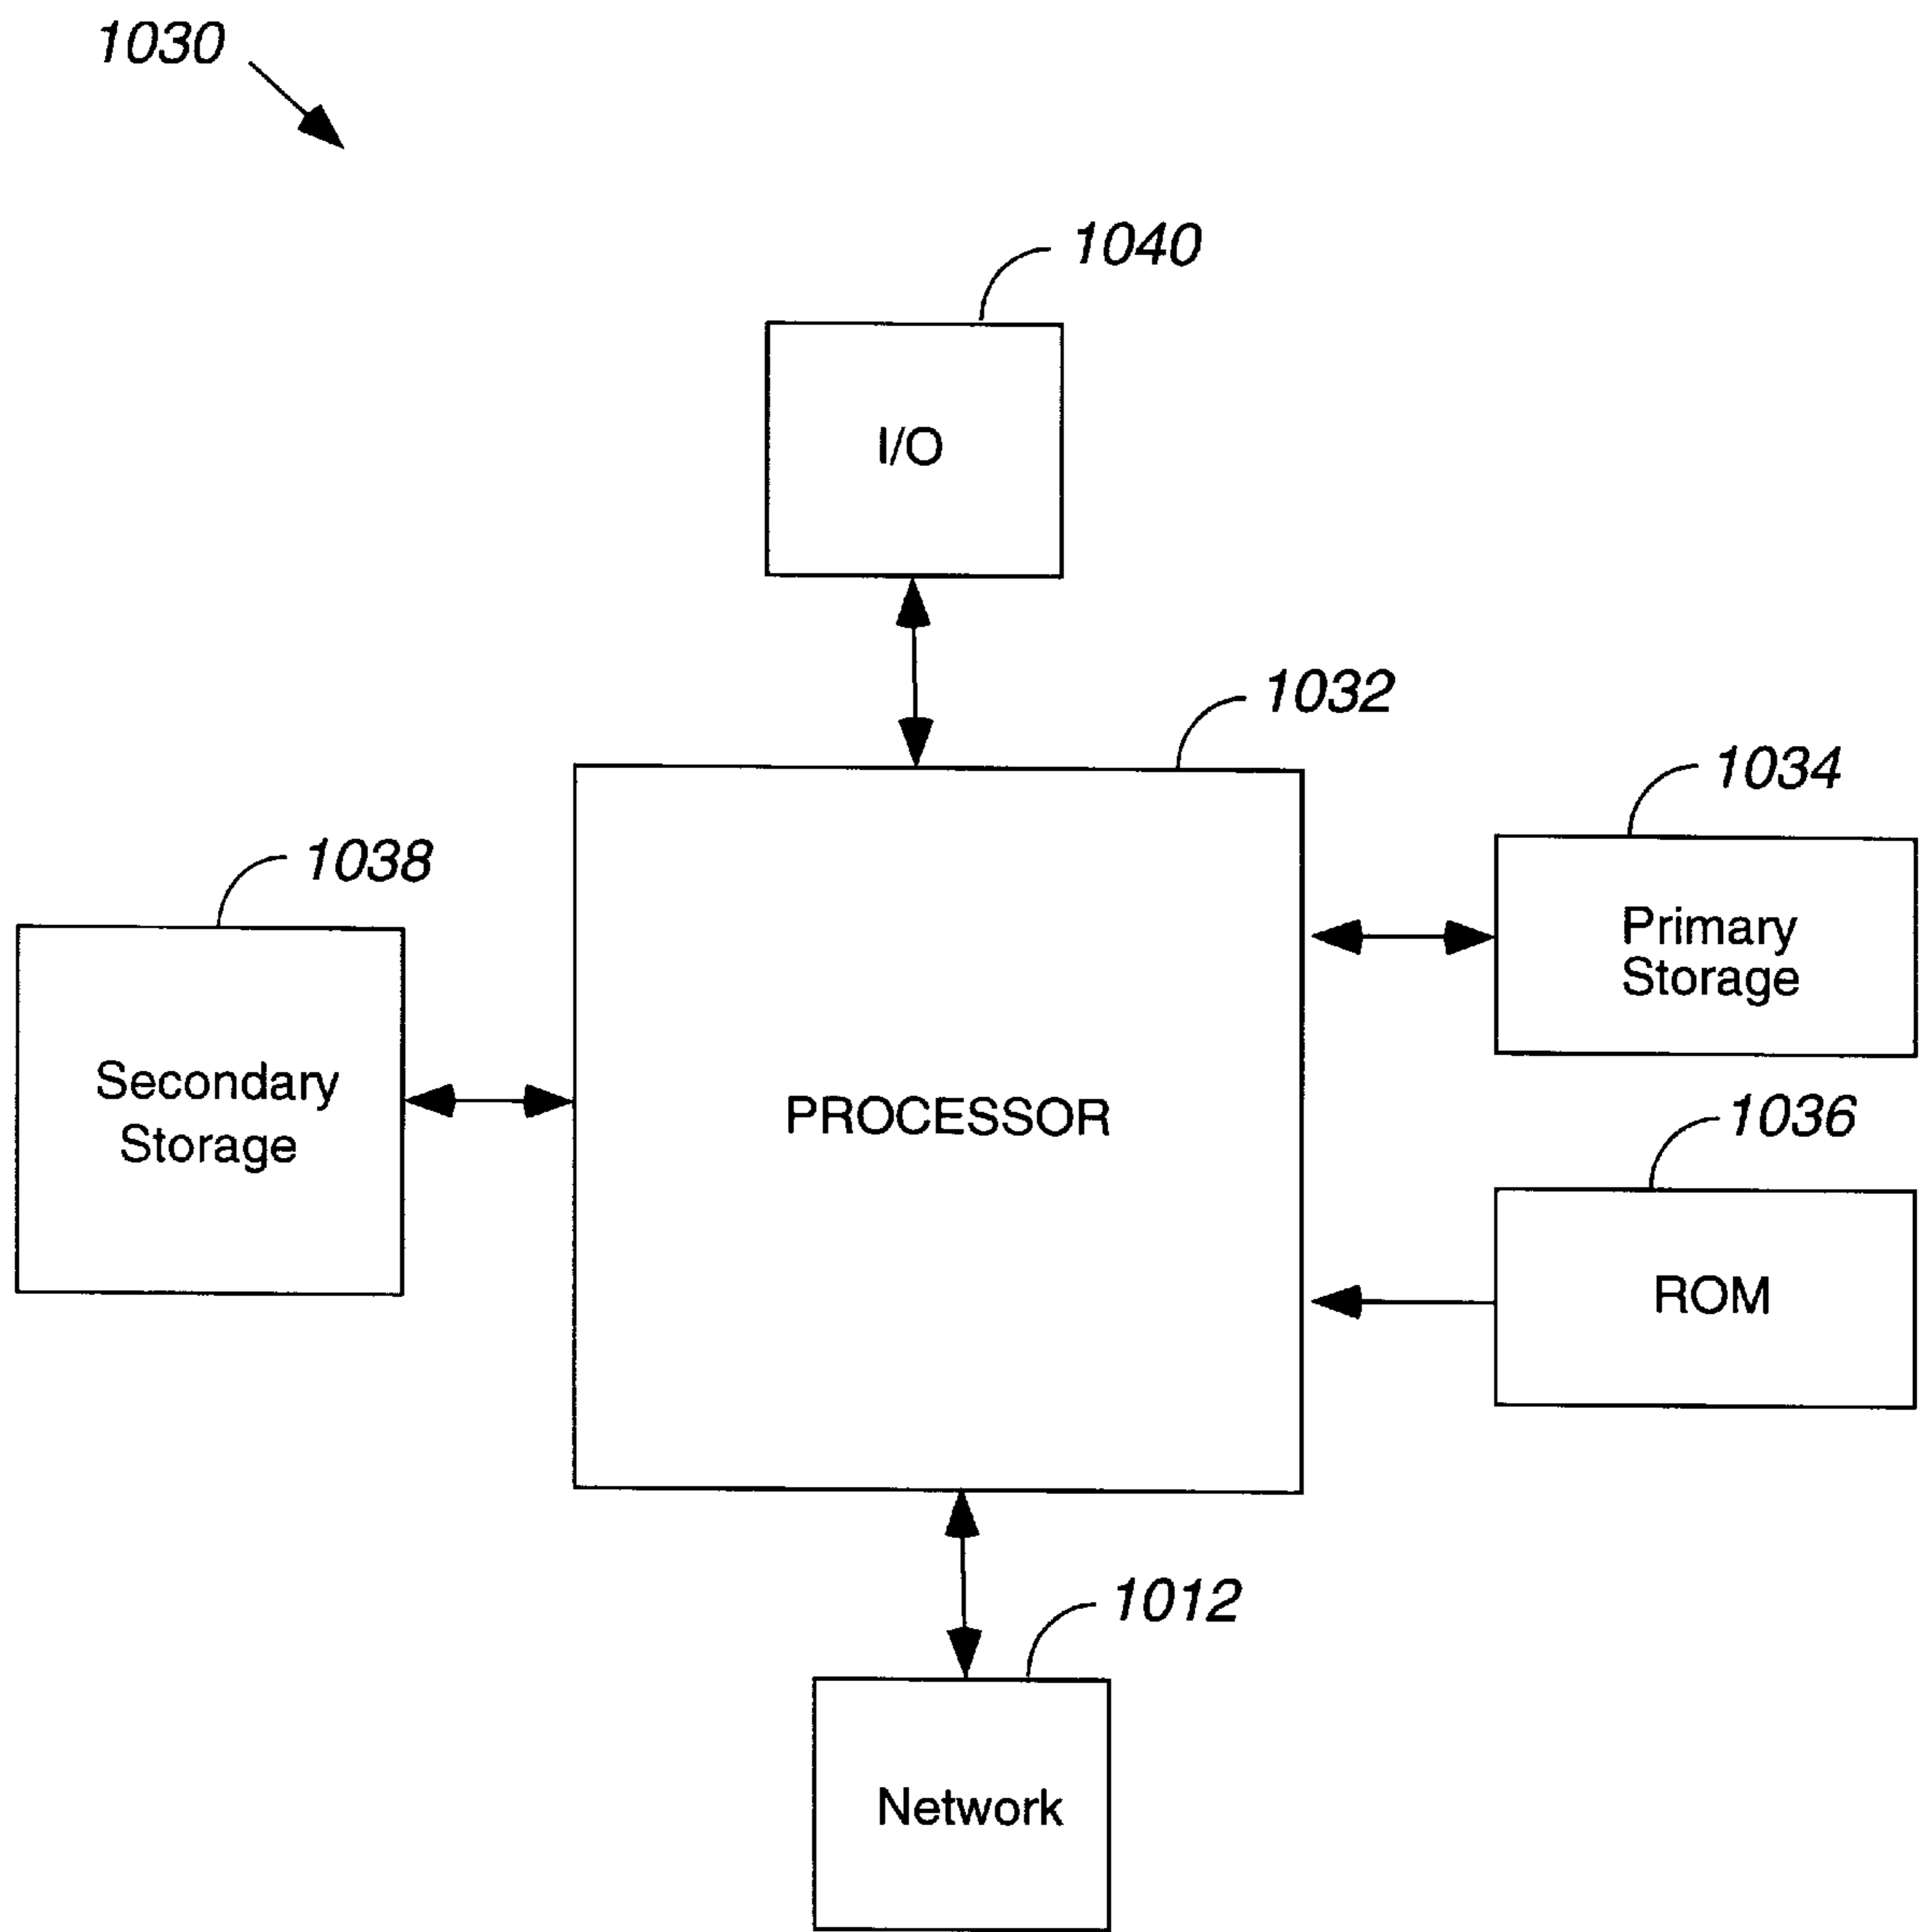 1030
1040
I/O
1032
1034
1038
Primary
Storage
Secondary
Storage
PROCESSOR
1036
ROM
1012
Network